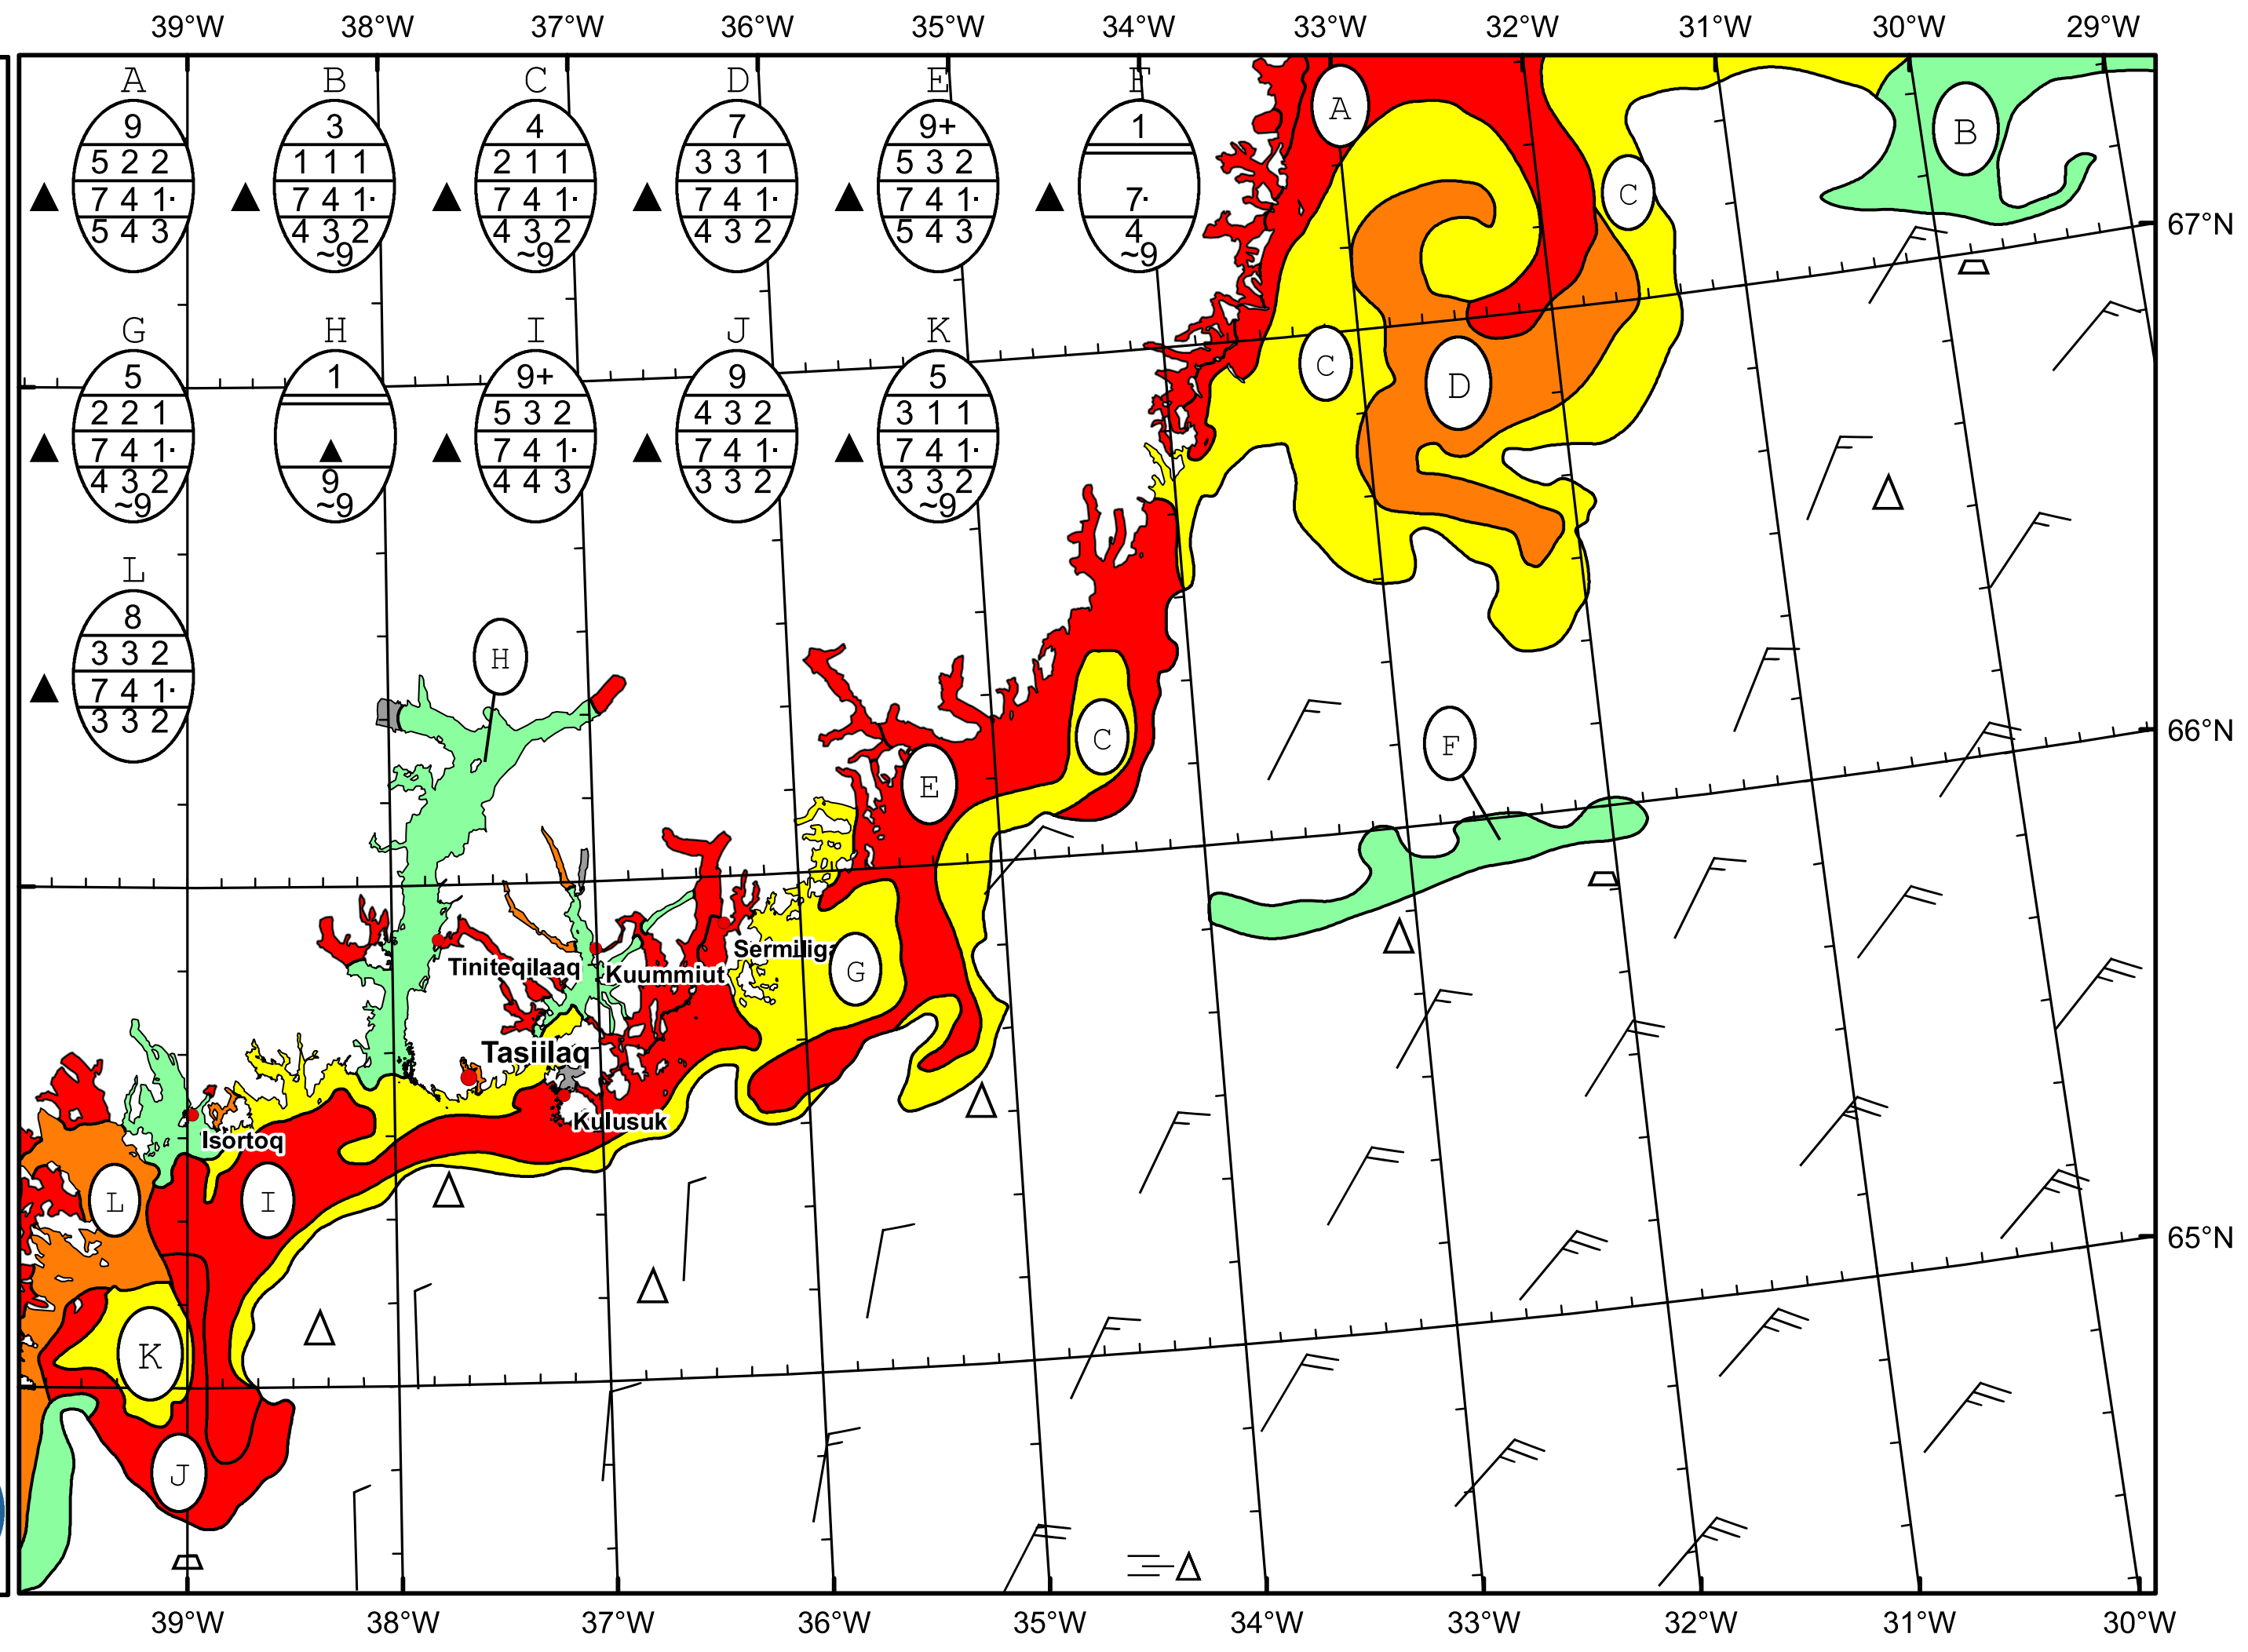 39°W 38°W 37°W 36°W 35°W 34°W 33°W 32°W 31°W 30°W 29°W
A B C D E F
9 3 4 7 9+ 1
5 2 2 1 1 1 2 1 1 3 3 1 5 3 2
7 4 1· 7 4 1· 7 4 1· 7 4 1· 7 4 1· 7·
5 4 3 4 3 2 4 3 2 4 3 2 5 4 3 4
~9 ~9 ~9
A
B
C
67°N
G H I J K
5 1 9+ 9 5
2 2 1 5 3 2 4 3 2 3 1 1
7 4 1· 7 4 1· 7 4 1· 7 4 1·
4 3 2 9 4 4 3 3 3 2 3 3 2
~9 ~9 ~9
C
D
L
8
3 3 2
7 4 1·
3 3 2
H
66°N
C
F
E
Sermiliga
Tiniteqilaaq
Kuummiut
G
Tasiilaq
Kulusuk
Isortoq
L
I
65°N
K
J
39°W 38°W 37°W 36°W 35°W 34°W 33°W 32°W 31°W 30°W